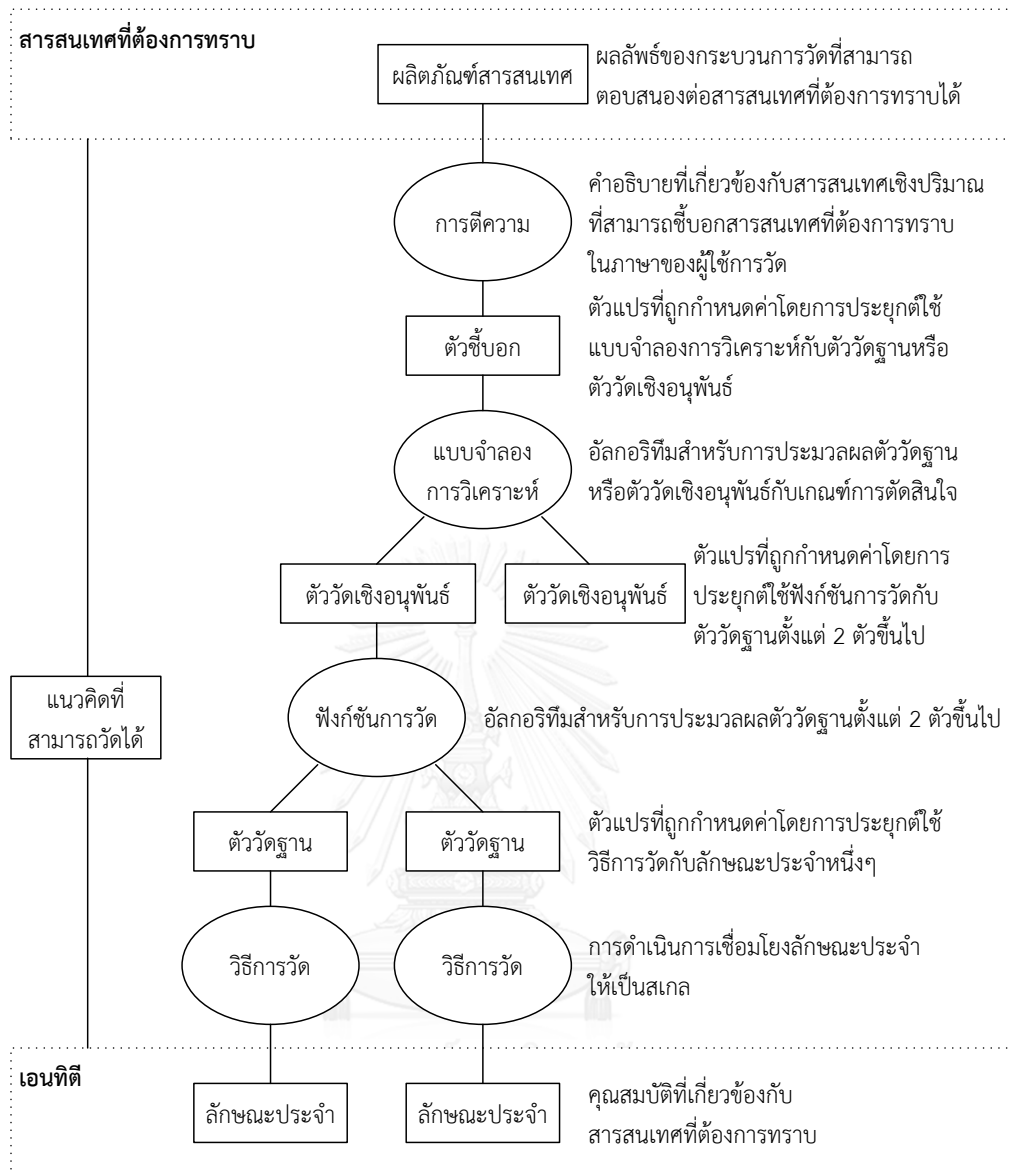 สารสนเทศที่ต้องการทราบ
ผลิตภัณฑ์สารสนเทศ
ผลลัพธ์ของกระบวนการวัดที่สามารถ
ตอบสนองต่อสารสนเทศที่ต้องการทราบได้
การตีความ
คำอธิบายที่เกี่ยวข้องกับสารสนเทศเชิงปริมาณ
ที่สามารถชี้บอกสารสนเทศที่ต้องการทราบ
ในภาษาของผู้ใช้การวัด
ตัวชี้บอก
ตัวแปรที่ถูกกำหนดค่าโดยการประยุกต์ใช้
แบบจำลองการวิเคราะห์กับตัววัดฐานหรือ
ตัววัดเชิงอนุพันธ์
แบบจำลอง
การวิเคราะห์
อัลกอริทึมสำหรับการประมวลผลตัววัดฐาน
หรือตัววัดเชิงอนุพันธ์กับเกณฑ์การตัดสินใจ
ตัววัดเชิงอนุพันธ์
ตัววัดเชิงอนุพันธ์
ตัวแปรที่ถูกกำหนดค่าโดยการ
ประยุกต์ใช้ฟังก์ชันการวัดกับ
ตัววัดฐานตั้งแต่ 2 ตัวขึ้นไป
แนวคิดที่
สามารถวัดได้
ฟังก์ชันการวัด
อัลกอริทึมสำหรับการประมวลผลตัววัดฐานตั้งแต่ 2 ตัวขึ้นไป
ตัววัดฐาน
ตัววัดฐาน
ตัวแปรที่ถูกกำหนดค่าโดยการประยุกต์ใช้
วิธีการวัดกับลักษณะประจำหนึ่งๆ
วิธีการวัด
วิธีการวัด
การดำเนินการเชื่อมโยงลักษณะประจำ
ให้เป็นสเกล
เอนทิตี
ลักษณะประจำ
ลักษณะประจำ
คุณสมบัติที่เกี่ยวข้องกับ
สารสนเทศที่ต้องการทราบ